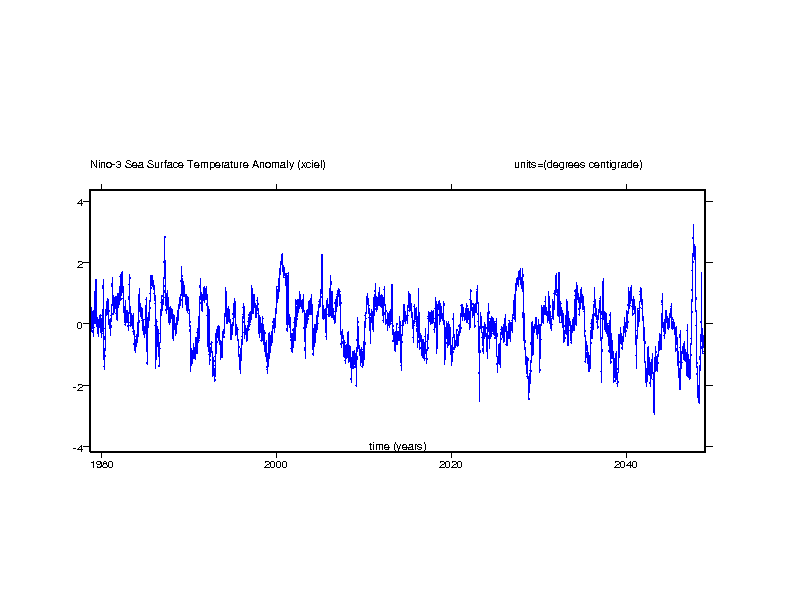 Nino-3 Sea Surface Temperature Anomaly (xciel) units=(degrees centigrade)
4
2
0
-2
-4
time (years)
1980 2000 2020 2040